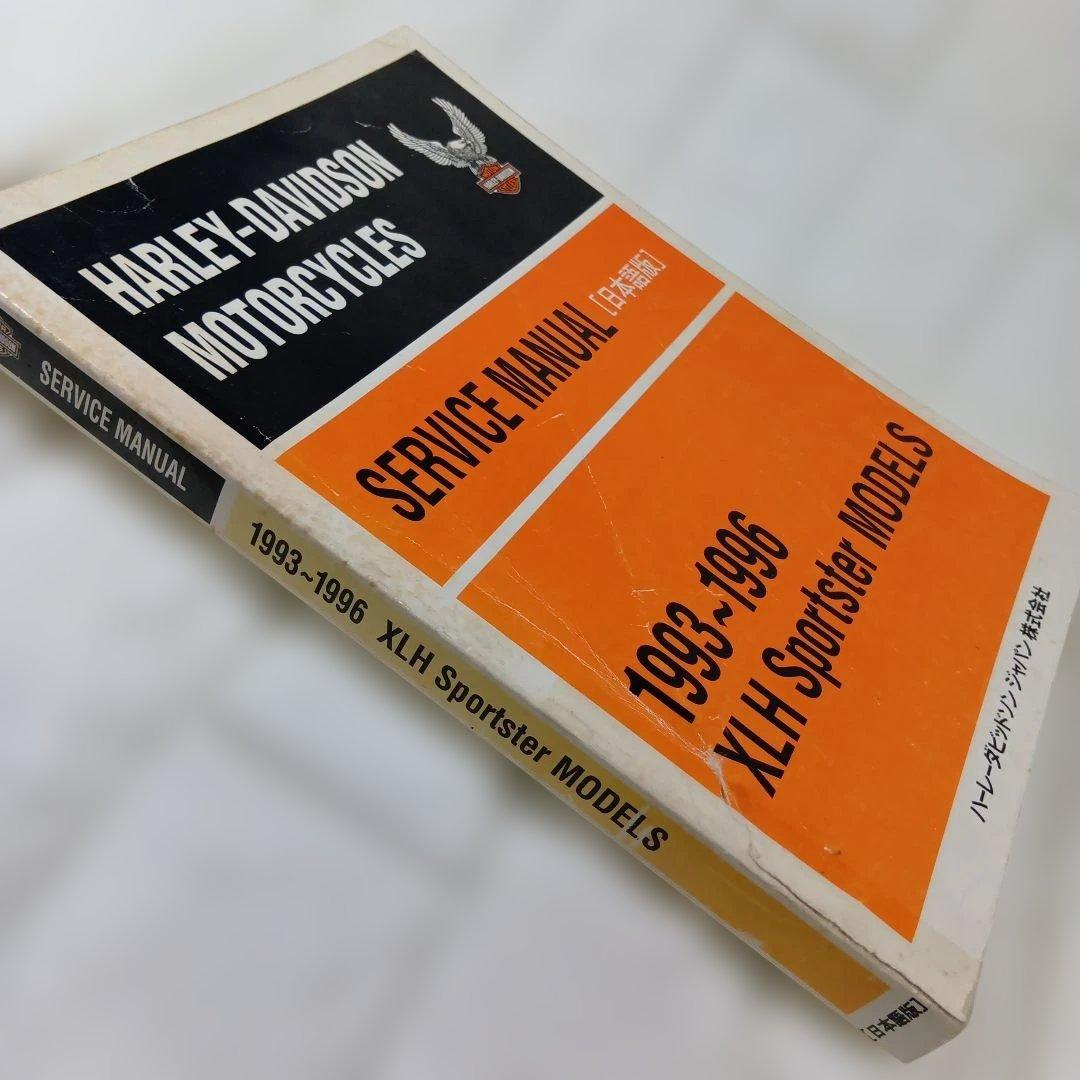 HARLEY-DAVIDSON
MOTORCYCLES
SERVICE MANUAL [日本語版]
1993~1996
XLH Sportster MODELS
ハーレーダビッドソン ジャパン 株式会社
SERVICE MANUAL
1993~1996 XLH Sportster MODELS
[日本語版]